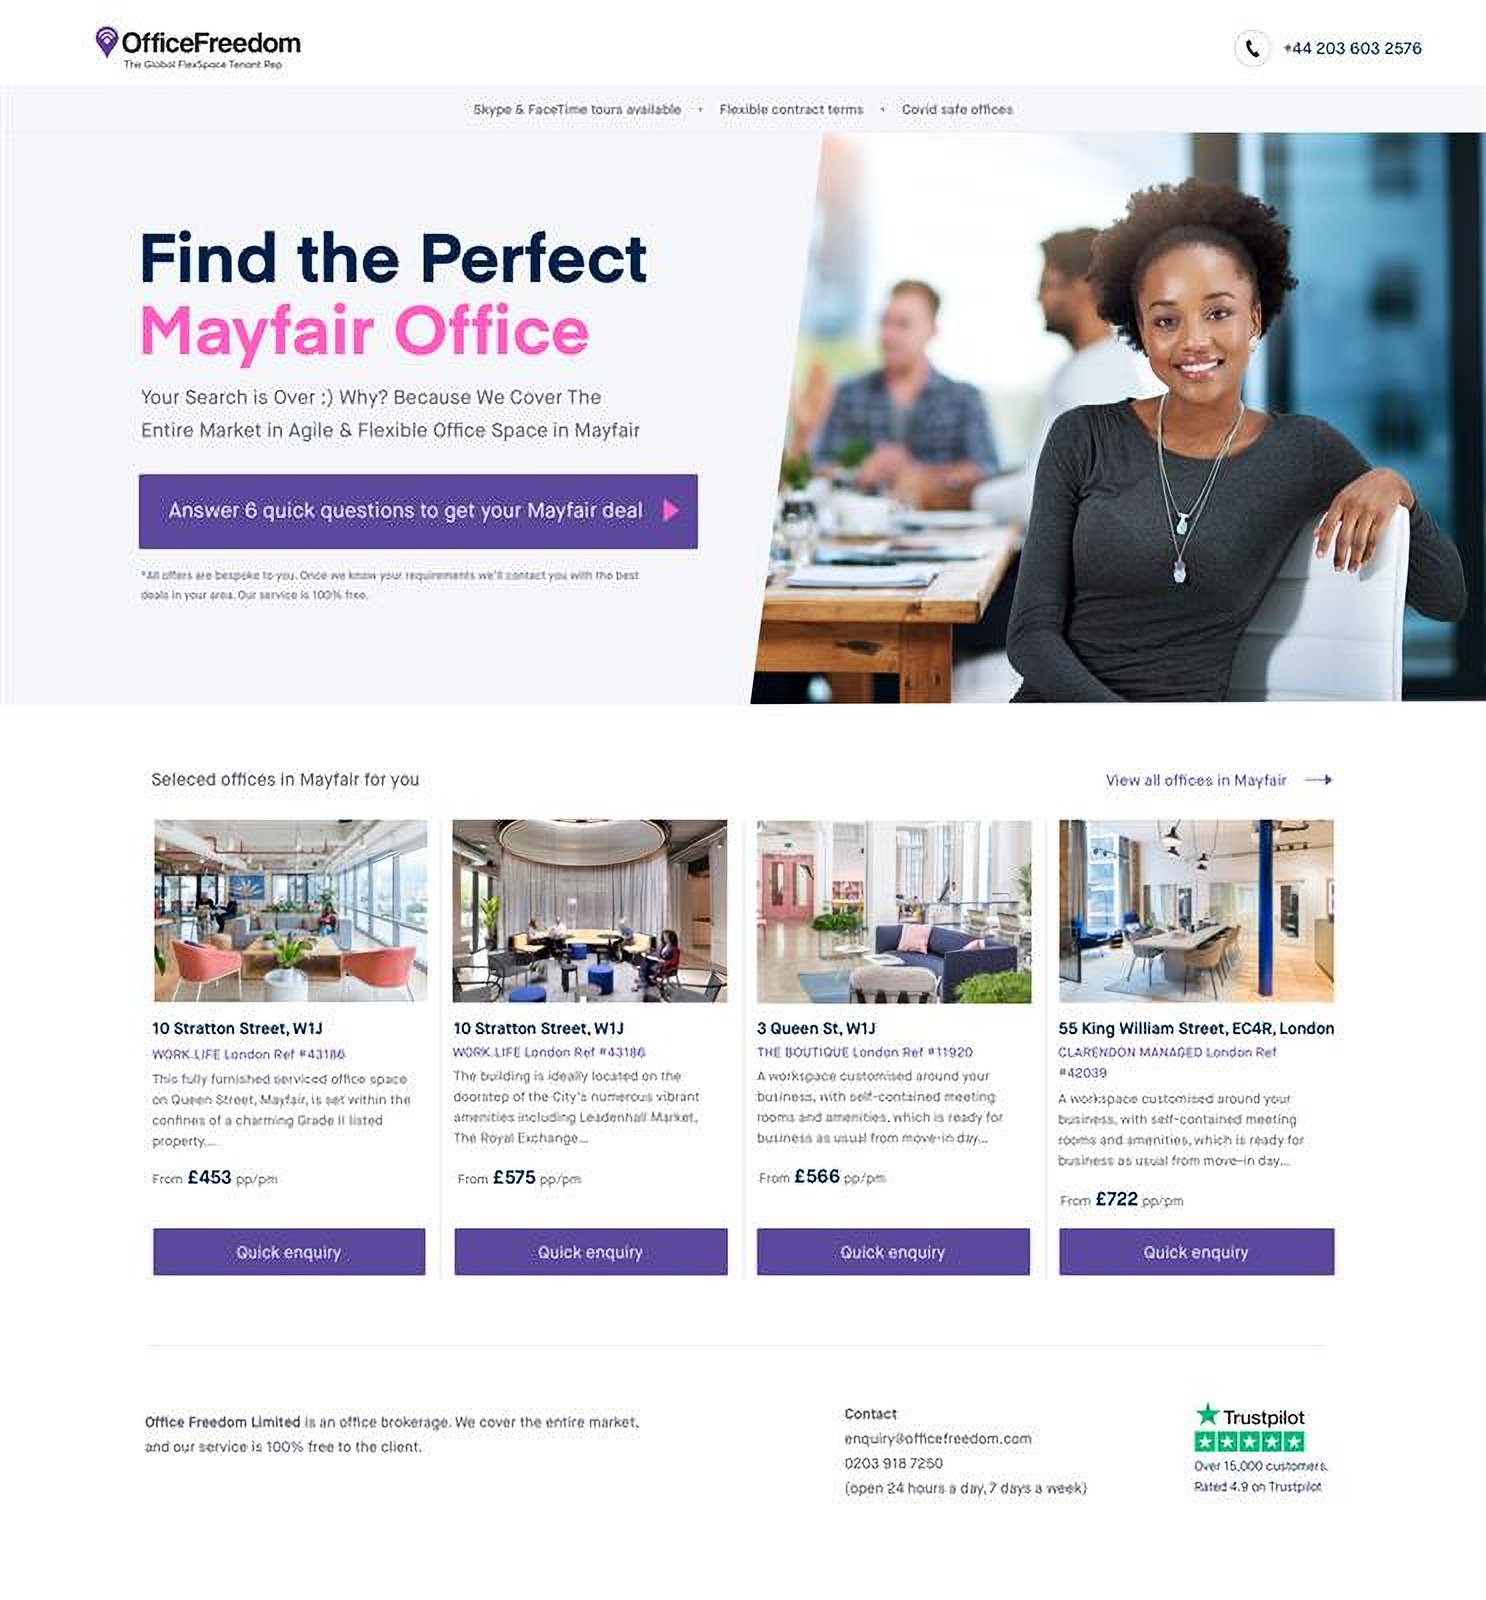 OfficeFreedom
The Global FlexSpace Tenant Rep
+44 203 603 2576
Skype & FaceTime tours available • Flexible contract terms • Covid safe offices
Find the Perfect
Mayfair Office
Your Search is Over :) Why? Because We Cover The
Entire Market in Agile & Flexible Office Space in Mayfair
Answer 6 quick questions to get your Mayfair deal
*All offers are bespoke to you. Once we know your requirements we'll contact you with the best
deals in your area. Our service is 100% free.
Seleced offices in Mayfair for you
View all offices in Mayfair
10 Stratton Street, W1J
WORK.LIFE London Ref #43186
This fully furnished serviced office space
on Queen Street, Mayfair, is set within the
confines of a charming Grade II listed
property....
From £453 pp/pm
Quick enquiry
10 Stratton Street, W1J
WORK.LIFE London Ref #43186
The building is ideally located on the
doorstep of the City's numerous vibrant
amenities including Leadenhall Market,
The Royal Exchange...
From £575 pp/pm
Quick enquiry
3 Queen St, W1J
THE BOUTIQUE London Ref #11920
A workspace customised around your
business, with self-contained meeting
rooms and amenities, which is ready for
business as usual from move-in day...
From £566 pp/pm
Quick enquiry
55 King William Street, EC4R, London
CLARENDON MANAGED London Ref
#42039
A workspace customised around your
business, with self-contained meeting
rooms and amenities, which is ready for
business as usual from move-in day...
From £722 pp/pm
Quick enquiry
Office Freedom Limited is an office brokerage. We cover the entire market,
and our service is 100% free to the client.
Contact
enquiry@officefreedom.com
0203 918 7250
(open 24 hours a day, 7 days a week)
Trustpilot
Over 15,000 customers.
Rated 4.9 on Trustpilot